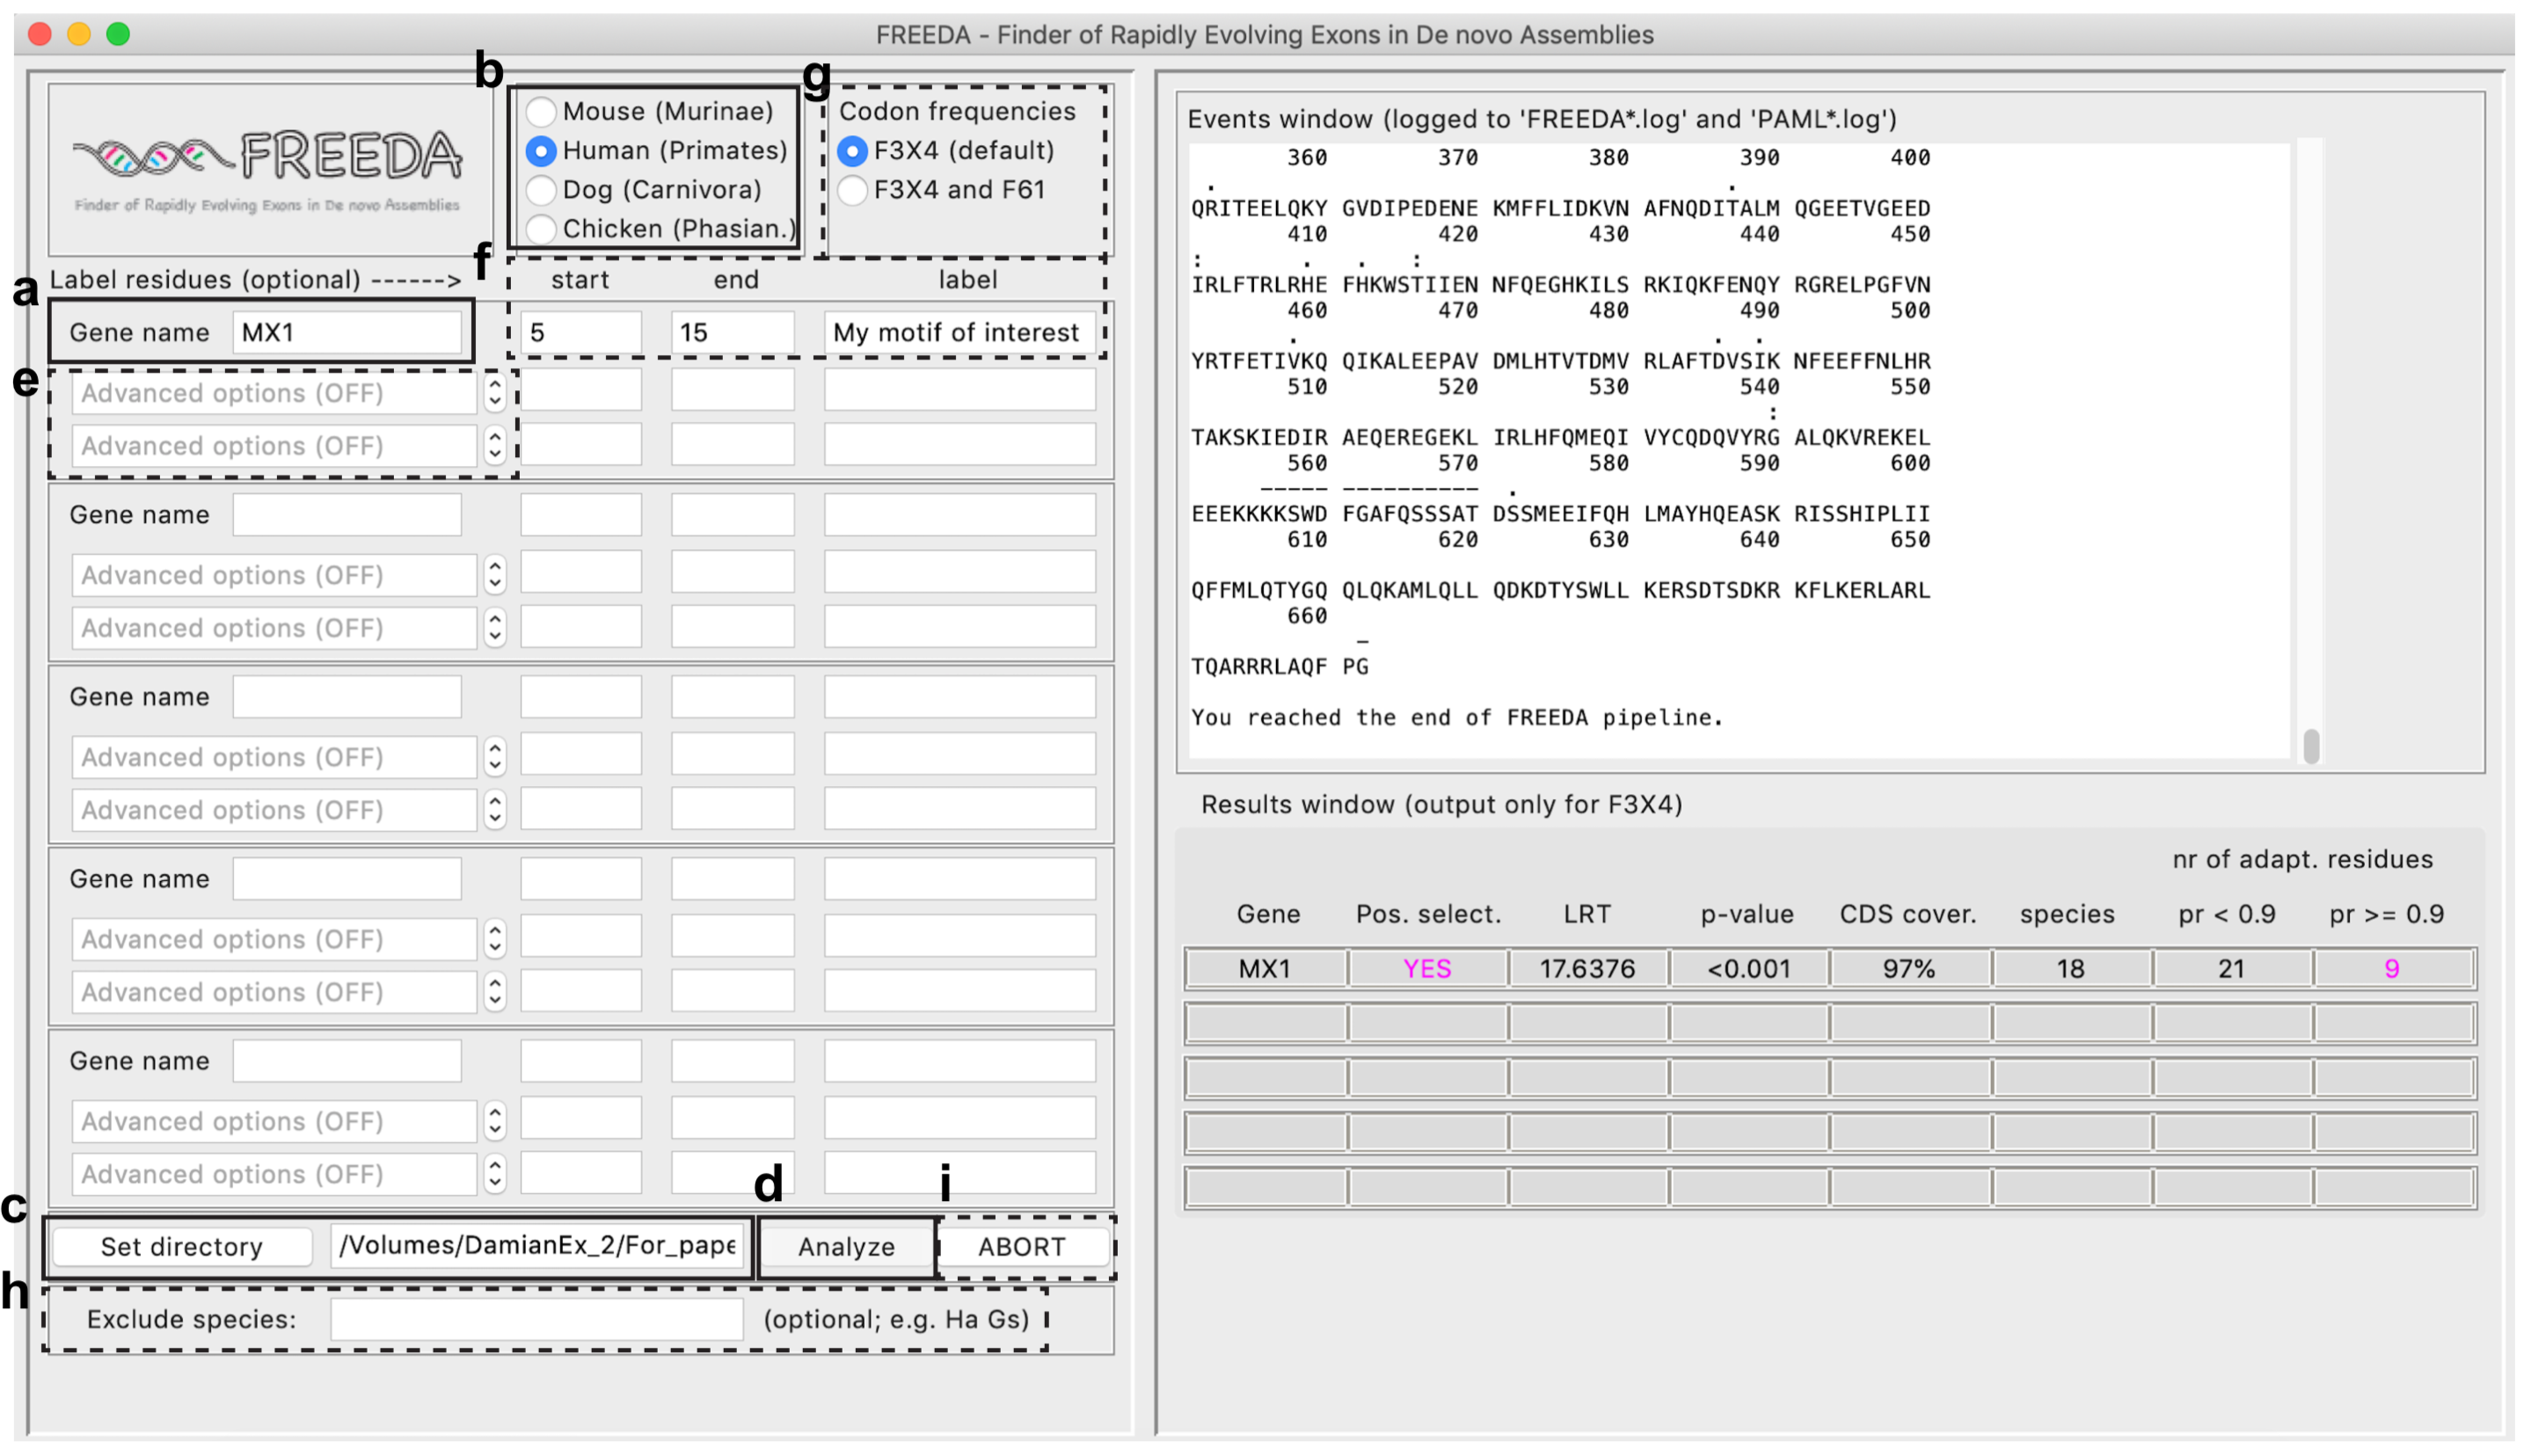 FREEDA - Finder of Rapidly Evolving Exons in De novo Assemblies
FREEDA
Finder of Rapidly Evolving Exons in De novo Assemblies
b
Mouse (Murinae)
Human (Primates)
Dog (Carnivora)
Chicken (Phasian.)
g
Codon frequencies
F3X4 (default)
F3X4 and F61
f
Label residues (optional) ------> start end label
a
Gene name MX1 5 15 My motif of interest
e
Advanced options (OFF)
Advanced options (OFF)
Gene name
Advanced options (OFF)
Advanced options (OFF)
Gene name
Advanced options (OFF)
Advanced options (OFF)
Gene name
Advanced options (OFF)
Advanced options (OFF)
Gene name
Advanced options (OFF)
Advanced options (OFF)
c d i
Set directory /Volumes/DamianEx_2/For_pape Analyze ABORT
h
Exclude species: (optional; e.g. Ha Gs)
Events window (logged to 'FREEDA*.log' and 'PAML*.log')
360 370 380 390 400
. .
QRITEELQKY GVDIPEDENE KMFFLIDKVN AFNQDITALM QGEETVGEED
410 420 430 440 450
: . . :
IRLFTRLRHE FHKWSTIIEN NFQEGHKILS RKIQKFENQY RGRELPGFVN
460 470 480 490 500
. . .
YRTFETIVKQ QIKALEEPAV DMLHTVTDMV RLAFTDVSIK NFEEFFNLHR
510 520 530 540 550
:
TAKSKIEDIR AEQEREGEKL IRLHFQMEQI VYCQDQVYRG ALQKVREKEL
560 570 580 590 600
----- ---------- .
EEEKKKKSWD FGAFQSSSAT DSSMEEIFQH LMAYHQEASK RISSHIPLII
610 620 630 640 650
QFFMLQTYGQ QLQKAMLQLL QDKDTYSWLL KERSDTSDKR KFLKERLARL
660
-
TQARRRLAQF PG
You reached the end of FREEDA pipeline.
Results window (output only for F3X4)
nr of adapt. residues
Gene Pos. select. LRT p-value CDS cover. species pr < 0.9 pr >= 0.9
MX1 YES 17.6376 <0.001 97% 18 21 9